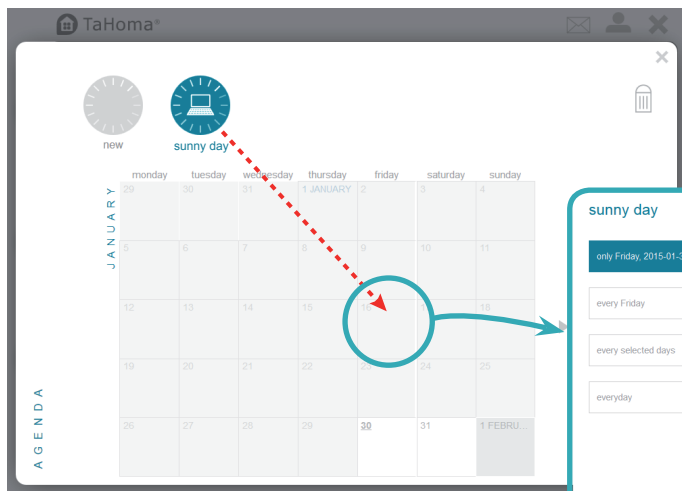 TaHoma®
new
sunny day
monday tuesday wednesday thursday friday saturday sunday
JANUARY
29 30 31 1 JANUARY 2 3 4
5 6 7 8 9 10 11
12 13 14 15 16 17 18
19 20 21 22 23 24 25
26 27 28 29 30 31 1 FEBRU...
AGENDA
sunny day
only Friday, 2015-01-3
every Friday
every selected days
everyday